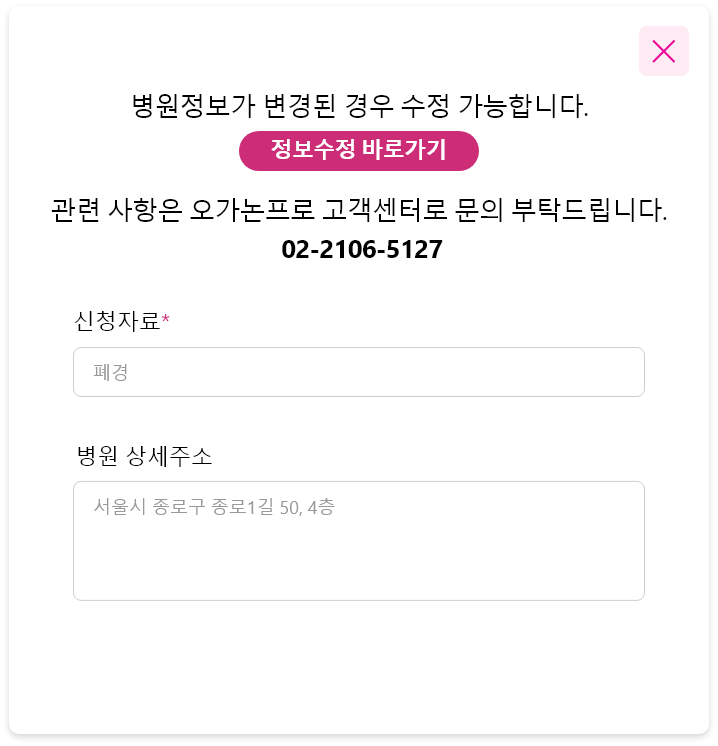 병원정보가 변경된 경우 수정 가능합니다.
정보수정 바로가기
관련 사항은 오가논프로 고객센터로 문의 부탁드립니다.
02-2106-5127
신청자료*
폐경
병원 상세주소
서울시 종로구 종로1길 50, 4층